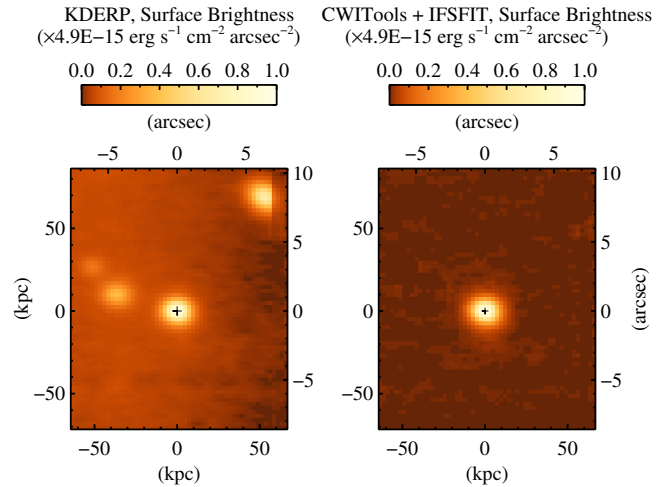 KDERP, Surface Brightness
(×4.9E−15 erg s⁻¹ cm⁻² arcsec⁻²)
0.0 0.2 0.4 0.6 0.8 1.0
(arcsec)
−5 0 5
10
5
0
−5
50
0
−50
(kpc)
−50 0 50
(kpc)
CWITools + IFSFIT, Surface Brightness
(×4.9E−15 erg s⁻¹ cm⁻² arcsec⁻²)
0.0 0.2 0.4 0.6 0.8 1.0
(arcsec)
−5 0 5
10
5
0
−5
(arcsec)
50
0
−50
−50 0 50
(kpc)